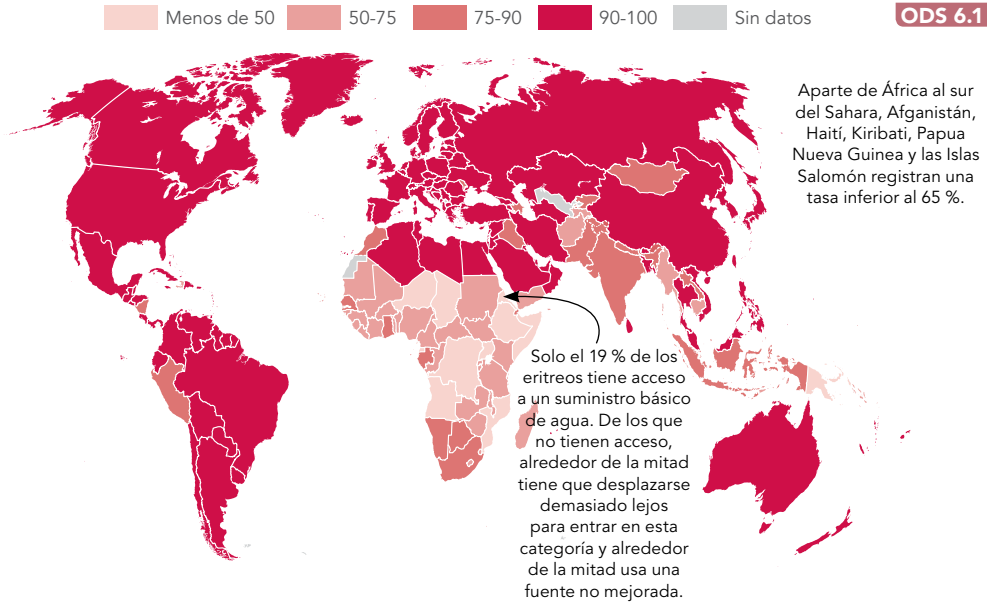 Menos de 50 50-75 75-90 90-100 Sin datos
ODS 6.1
Aparte de África al sur
del Sahara, Afganistán,
Haití, Kiribati, Papua
Nueva Guinea y las Islas
Salomón registran una
tasa inferior al 65 %.
Solo el 19 % de los
eritreos tiene acceso
a un suministro básico
de agua. De los que
no tienen acceso,
alrededor de la mitad
tiene que desplazarse
demasiado lejos
para entrar en esta
categoría y alrededor
de la mitad usa una
fuente no mejorada.